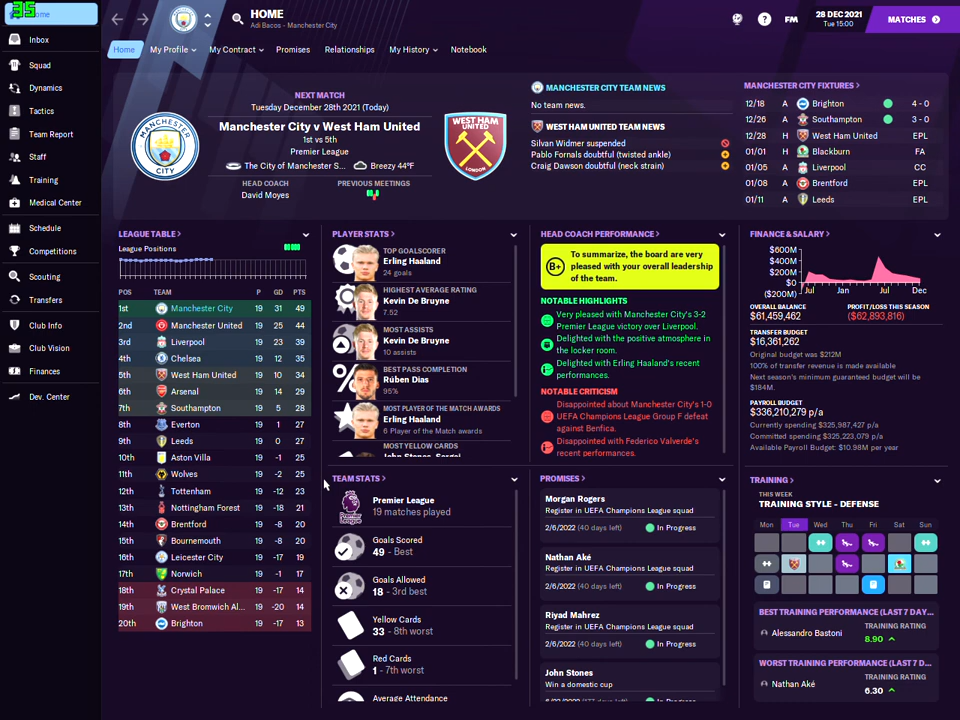 35
Home
HOME
Adi Bacos - Manchester City
?
FM
28 DEC 2021
Tue 15:00
MATCHES
Inbox
Squad
Dynamics
Tactics
Team Report
Staff
Training
Medical Center
Schedule
Competitions
Scouting
Transfers
Club Info
Club Vision
Finances
Dev. Center
Home
My Profile
My Contract
Promises
Relationships
My History
Notebook
NEXT MATCH
Tuesday December 28th 2021 (Today)
Manchester City v West Ham United
1st vs 5th
Premier League
The City of Manchester S...
Breezy 44°F
HEAD COACH
David Moyes
PREVIOUS MEETINGS
MANCHESTER CITY
WEST HAM UNITED
LONDON
MANCHESTER CITY TEAM NEWS
No team news.
WEST HAM UNITED TEAM NEWS
Silvan Widmer suspended
Pablo Fornals doubtful (twisted ankle)
Craig Dawson doubtful (neck strain)
MANCHESTER CITY FIXTURES >
12/18 A Brighton 4 - 0
12/26 A Southampton 3 - 0
12/28 H West Ham United EPL
01/01 H Blackburn FA
01/05 A Liverpool CC
01/08 A Brentford EPL
01/11 A Leeds EPL
LEAGUE TABLE >
League Positions
POS TEAM P GD PTS
1st Manchester City 19 31 49
2nd Manchester United 19 25 44
3rd Liverpool 19 23 39
4th Chelsea 19 12 35
5th West Ham United 19 10 34
6th Arsenal 19 14 29
7th Southampton 19 5 28
8th Everton 19 1 27
9th Leeds 19 0 27
10th Aston Villa 19 -1 25
11th Wolves 19 -2 25
12th Tottenham 19 -12 23
13th Nottingham Forest 19 -18 21
14th Brentford 19 -8 20
15th Bournemouth 19 -8 20
16th Leicester City 19 -17 19
17th Norwich 19 -1 17
18th Crystal Palace 19 -17 14
19th West Bromwich Al... 19 -20 14
20th Brighton 19 -17 13
PLAYER STATS >
TOP GOALSCORER
Erling Haaland
24 goals
HIGHEST AVERAGE RATING
Kevin De Bruyne
7.52
MOST ASSISTS
Kevin De Bruyne
10 assists
BEST PASS COMPLETION
Rúben Dias
95%
MOST PLAYER OF THE MATCH AWARDS
Erling Haaland
6 Player of the Match awards
MOST YELLOW CARDS
John Stones, Sergej
TEAM STATS >
Premier League
19 matches played
Goals Scored
49 - Best
Goals Allowed
18 - 3rd best
Yellow Cards
33 - 8th worst
Red Cards
1 - 7th worst
Average Attendance
HEAD COACH PERFORMANCE >
B+
To summarize, the board are very
pleased with your overall leadership
of the team.
NOTABLE HIGHLIGHTS
Very pleased with Manchester City's 3-2
Premier League victory over Liverpool.
Delighted with the positive atmosphere in
the locker room.
Delighted with Erling Haaland's recent
performances.
NOTABLE CRITICISM
Disappointed about Manchester City's 1-0
UEFA Champions League Group F defeat
against Benfica.
Disappointed with Federico Valverde's
recent performances.
PROMISES >
Morgan Rogers
Register in UEFA Champions League squad
2/6/2022 (40 days left) In Progress
Nathan Aké
Register in UEFA Champions League squad
2/6/2022 (40 days left) In Progress
Riyad Mahrez
Register in UEFA Champions League squad
2/6/2022 (40 days left) In Progress
John Stones
Win a domestic cup
FINANCE & SALARY >
$600M
$400M
$200M
$0
($200M)
Jul Jan Jul Dec
OVERALL BALANCE
$61,459,462
PROFIT/LOSS THIS SEASON
($62,893,816)
TRANSFER BUDGET
$16,361,262
Original budget was $212M
100% of transfer revenue is made available
Next season's minimum guaranteed budget will be
$184M.
PAYROLL BUDGET
$336,210,279 p/a
Currently spending $325,987,427 p/a
Committed spending $325,223,079 p/a
Available Payroll Budget: $10.98M per year
TRAINING >
THIS WEEK
TRAINING STYLE - DEFENSE
Mon Tue Wed Thu Fri Sat Sun
BEST TRAINING PERFORMANCE (LAST 7 DAY...
Alessandro Bastoni
TRAINING RATING
8.90
WORST TRAINING PERFORMANCE (LAST 7 D...
Nathan Aké
TRAINING RATING
6.30